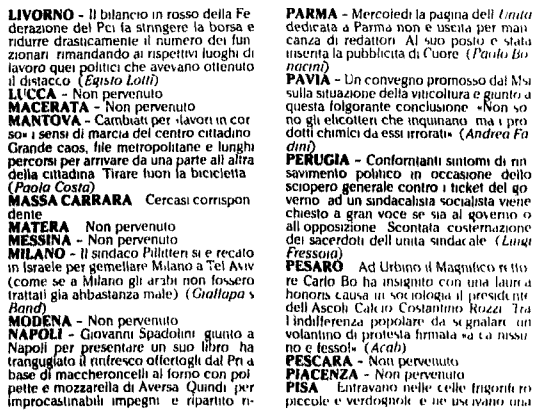 LIVORNO - Il bilancio in rosso della Fe
derazione del Pci fa stringere la borsa e
ridurre drasticamente il numero dei fun
zionari rimandando ai rispettivi luoghi di
lavoro quei politici che avevano ottenuto
il distacco (Egisto Lotti)
LUCCA - Non pervenuto
MACERATA - Non pervenuto
MANTOVA - Cambiati per «lavori in cor
so» i sensi di marcia del centro cittadino
Grande caos, file metropolitane e lunghi
percorsi per arrivare da una parte all altra
della cittadina Tirare fuori la bicicletta
(Paola Costa)
MASSA CARRARA Cercasi corrispon
dente
MATERA Non pervenuto
MESSINA - Non pervenuto
MILANO - Il sindaco Pillitteri si e recato
in Israele per gemellare Milano a Tel Aviv
(come se a Milano gli arabi non fossero
trattati gia abbastanza male) (Giallapa s
Band)
MODENA - Non pervenuto
NAPOLI - Giovanni Spadolini giunto a
Napoli per presentare un suo libro ha
trangugiato il rinfresco offertogli dal Pri a
base di maccheroncelli al forno con pol
pette e mozzarella di Aversa Quindi per
improcastinabili impegni e ripartito ri-
PARMA - Mercoledi la pagina dell Unita
dedicata a Parma non e uscita per man
canza di redattori Al suo posto e stata
inserita la pubblicita di Cuore (Paolo Bo
nacini)
PAVIA - Un convegno promosso dal Msi
sulla situazione della viticoltura e giunto a
questa folgorante conclusione «Non so
no gli elicotteri che inquinano ma i pro
dotti chimici da essi irrorati» (Andrea Fa
dini)
PERUGIA - Confortanti sintomi di rin
savimento politico in occasione dello
sciopero generale contro i ticket del go
verno ad un sindacalista socialista viene
chiesto a gran voce se sia al governo o
all opposizione Scontata costernazione
dei sacerdoti dell unita sindacale (Luigi
Fressoia)
PESARO Ad Urbino il Magnifico retto
re Carlo Bo ha insignito con una laurea
honoris causa in sociologia il presidente
dell Ascoli Calcio Costantino Rozzi Tra
l indifferenza popolare da segnalare un
volantino di protesta firmata «a ca nissu
no e fesso!» (Acab)
PESCARA - Non pervenuto
PIACENZA - Non pervenuto
PISA Entravano nelle celle frigorifere
piccole e verdognole e ne uscivano una